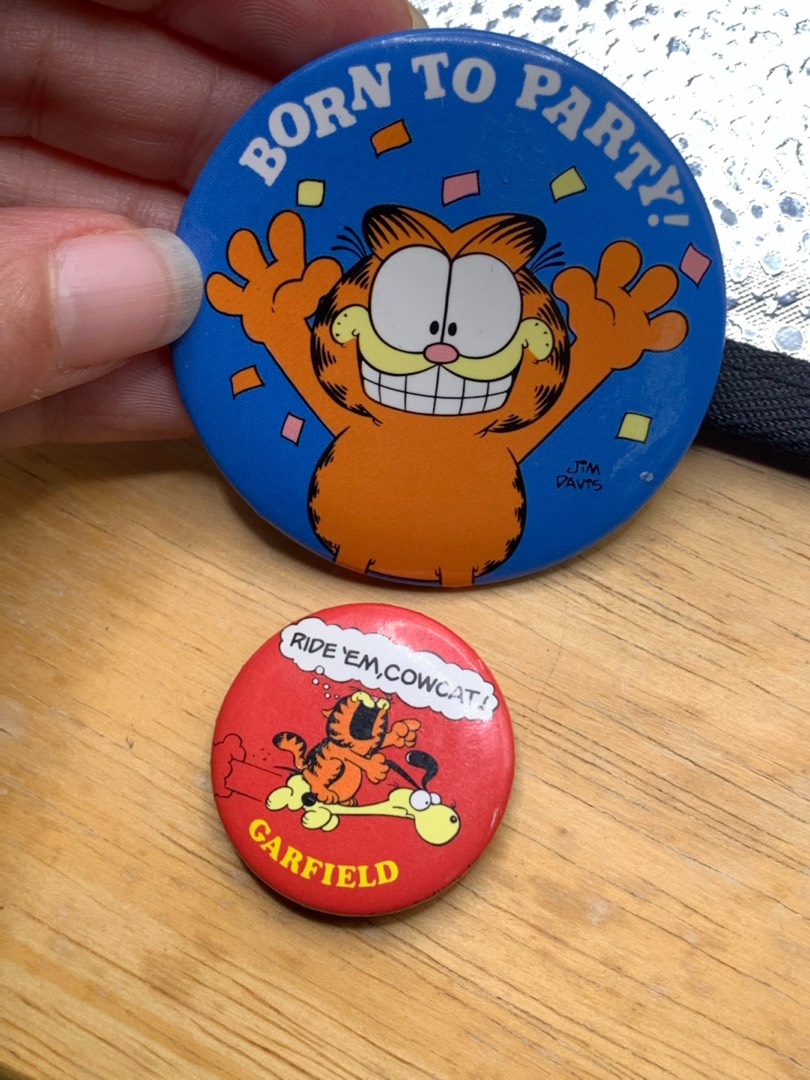 BORN TO PARTY!
JIM
DAVIS
RIDE 'EM, COWCAT!
GARFIELD